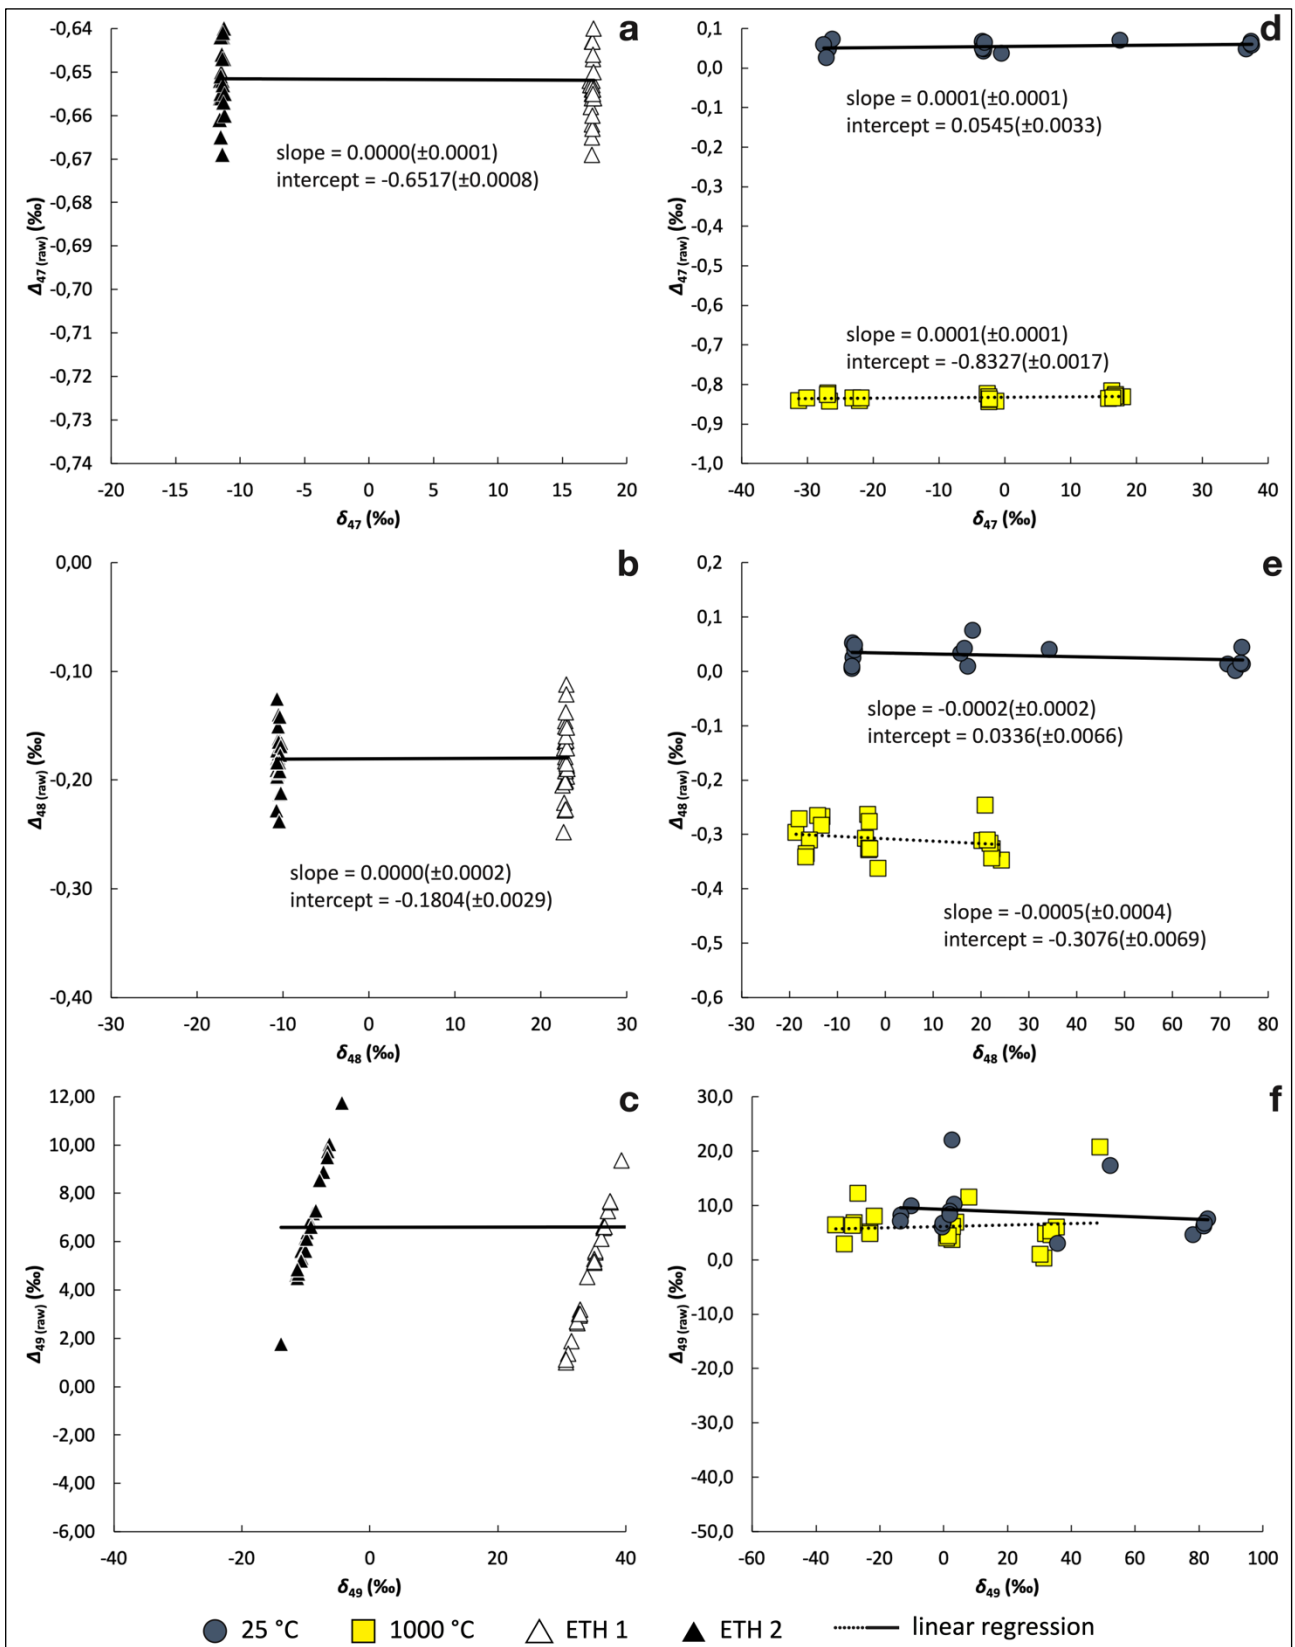 a
-0,64
-0,65
-0,66
-0,67
-0,68
-0,69
-0,70
-0,71
-0,72
-0,73
-0,74
Δ47 (raw) (‰)
slope = 0.0000(±0.0001)
intercept = -0.6517(±0.0008)
-20 -15 -10 -5 0 5 10 15 20
δ47 (‰)
d
0,1
0,0
-0,1
-0,2
-0,3
-0,4
-0,5
-0,6
-0,7
-0,8
-0,9
-1,0
Δ47 (raw) (‰)
slope = 0.0001(±0.0001)
intercept = 0.0545(±0.0033)
slope = 0.0001(±0.0001)
intercept = -0.8327(±0.0017)
-40 -30 -20 -10 0 10 20 30 40
δ47 (‰)
b
0,00
-0,10
-0,20
-0,30
-0,40
Δ48 (raw) (‰)
slope = 0.0000(±0.0002)
intercept = -0.1804(±0.0029)
-30 -20 -10 0 10 20 30
δ48 (‰)
e
0,2
0,1
0,0
-0,1
-0,2
-0,3
-0,4
-0,5
-0,6
Δ48 (raw) (‰)
slope = -0.0002(±0.0002)
intercept = 0.0336(±0.0066)
slope = -0.0005(±0.0004)
intercept = -0.3076(±0.0069)
-30 -20 -10 0 10 20 30 40 50 60 70 80
δ48 (‰)
c
12,00
10,00
8,00
6,00
4,00
2,00
0,00
-2,00
-4,00
-6,00
Δ49 (raw) (‰)
-40 -20 0 20 40
δ49 (‰)
f
30,0
20,0
10,0
0,0
-10,0
-20,0
-30,0
-40,0
-50,0
Δ49 (raw) (‰)
-60 -40 -20 0 20 40 60 80 100
δ49 (‰)
25 °C 1000 °C ETH 1 ETH 2 linear regression